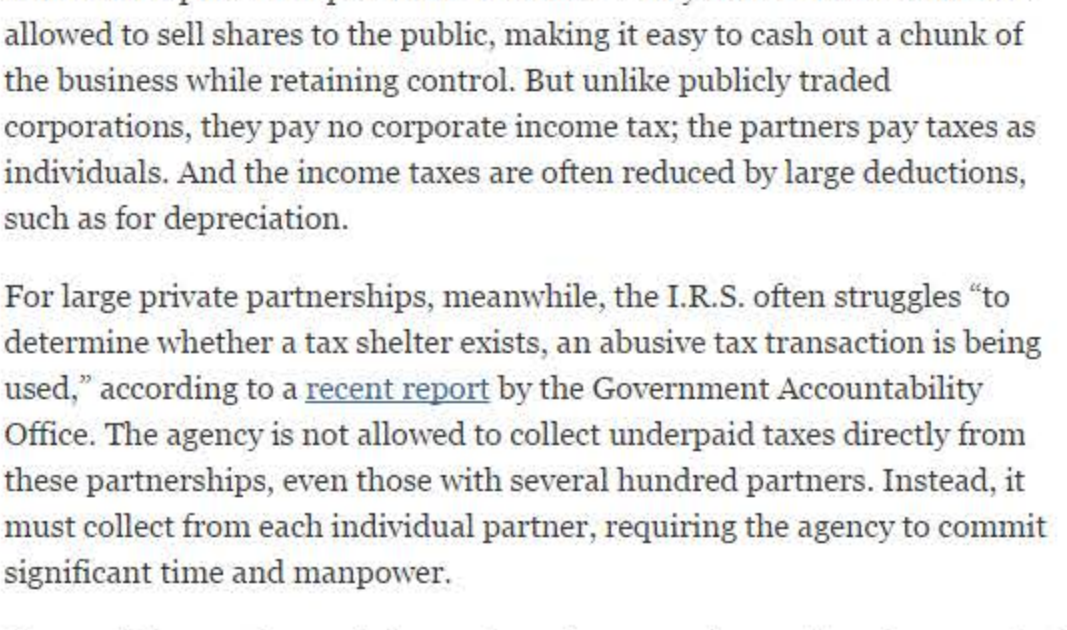 allowed to sell shares to the public, making it easy to cash out a chunk of
the business while retaining control. But unlike publicly traded
corporations, they pay no corporate income tax; the partners pay taxes as
individuals. And the income taxes are often reduced by large deductions,
such as for depreciation.
For large private partnerships, meanwhile, the I.R.S. often struggles “to
determine whether a tax shelter exists, an abusive tax transaction is being
used,” according to a recent report by the Government Accountability
Office. The agency is not allowed to collect underpaid taxes directly from
these partnerships, even those with several hundred partners. Instead, it
must collect from each individual partner, requiring the agency to commit
significant time and manpower.